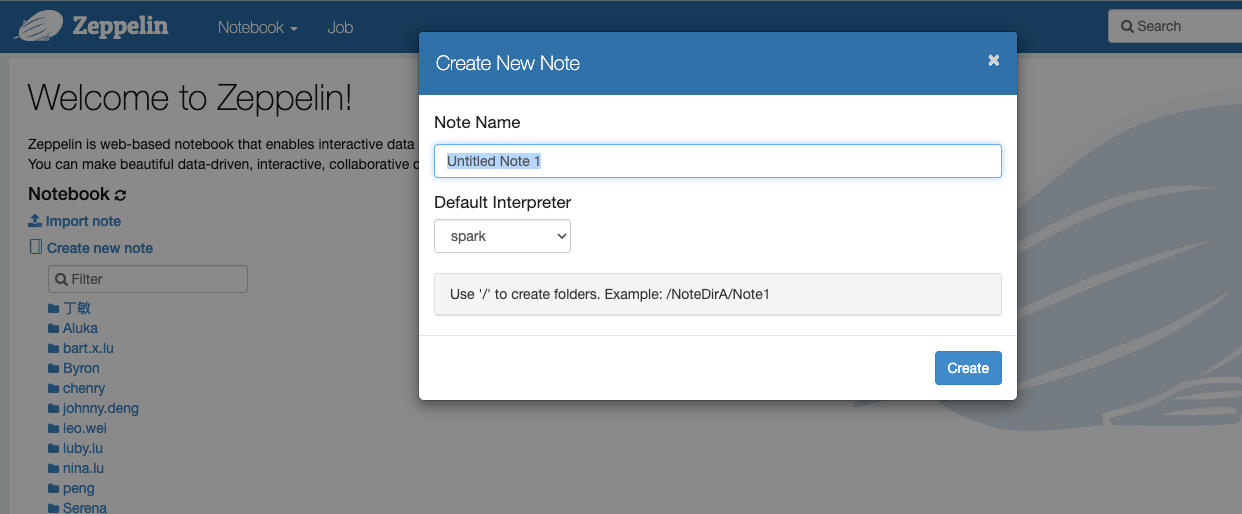 Zeppelin
Notebook
Job
Search
Welcome to Zeppelin!
Zeppelin is web-based notebook that enables interactive data
You can make beautiful data-driven, interactive, collaborative
Notebook
Import note
Create new note
Filter
丁敏
Aluka
bart.x.lu
Byron
chenry
johnny.deng
leo.wei
luby.lu
nina.lu
peng
Serena
Create New Note
×
Note Name
Untitled Note 1
Default Interpreter
spark
Use '/' to create folders. Example: /NoteDirA/Note1
Create